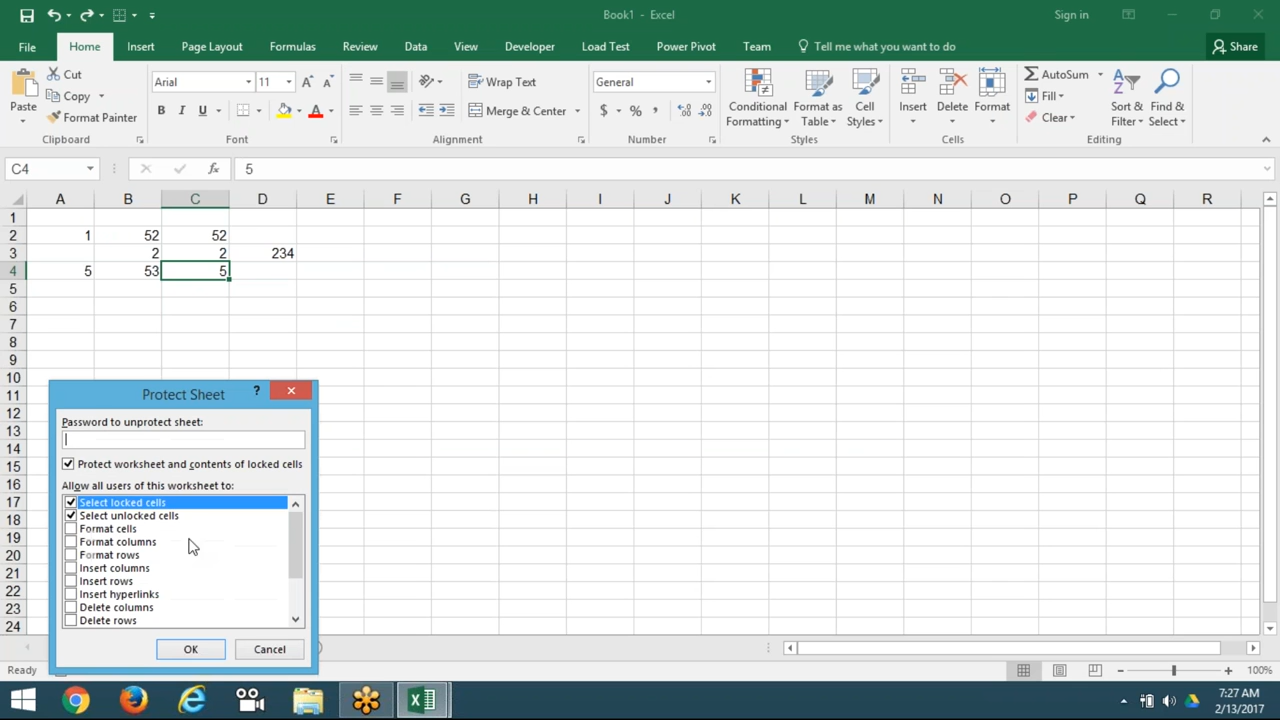 Book1 - Excel
Sign in
File
Home
Insert
Page Layout
Formulas
Review
Data
View
Developer
Load Test
Power Pivot
Team
Tell me what you want to do
Share
Paste
Cut
Copy
Format Painter
Clipboard
Arial
11
B I U
A
Font
Wrap Text
Merge & Center
Alignment
General
$ % ,
Number
Conditional
Formatting
Format as
Table
Cell
Styles
Styles
Insert
Delete
Format
Cells
AutoSum
Fill
Clear
Sort &
Filter
Find &
Select
Editing
C4
fx
5
A B C D E F G H I J K L M N O P Q R
1
2 1 52 52
3 2 2 234
4 5 53 5
5
6
7
8
9
10
11
12
13
14
15
16
17
18
19
20
21
22
23
24
Protect Sheet
?
Password to unprotect sheet:
Protect worksheet and contents of locked cells
Allow all users of this worksheet to:
Select locked cells
Select unlocked cells
Format cells
Format columns
Format rows
Insert columns
Insert rows
Insert hyperlinks
Delete columns
Delete rows
OK
Cancel
Ready
100%
7:27 AM
2/13/2017